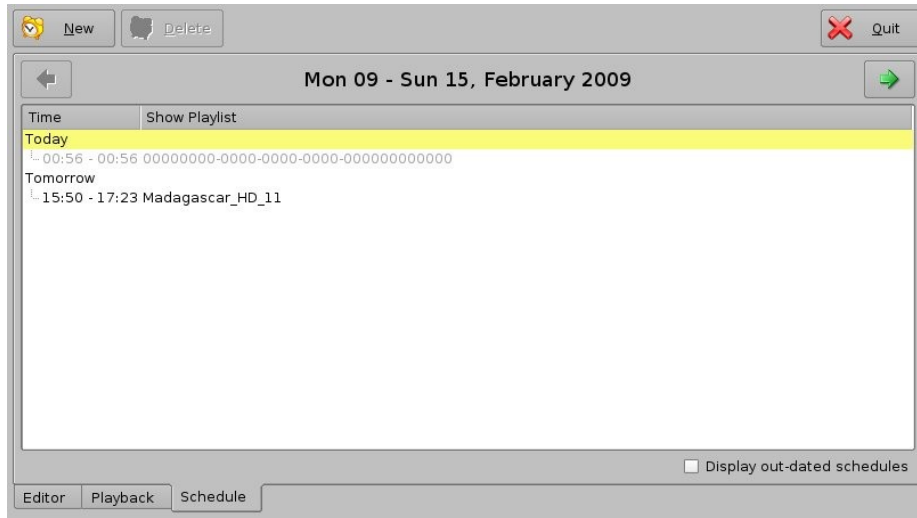 New Delete Quit
Mon 09 - Sun 15, February 2009
Time Show Playlist
Today
00:56 - 00:56 00000000-0000-0000-0000-000000000000
Tomorrow
15:50 - 17:23 Madagascar_HD_11
Display out-dated schedules
Editor Playback Schedule